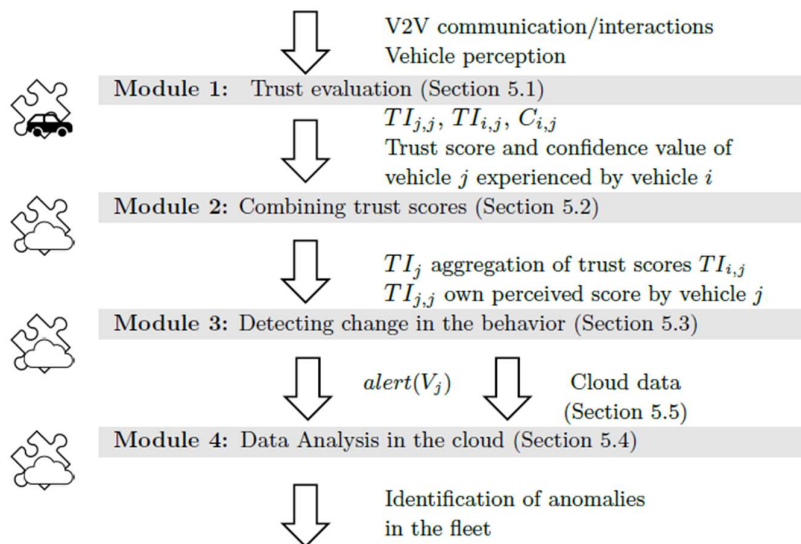 V2V communication/interactions
Vehicle perception
Module 1: Trust evaluation (Section 5.1)
TI_{j,j}, TI_{i,j}, C_{i,j}
Trust score and confidence value of
vehicle j experienced by vehicle i
Module 2: Combining trust scores (Section 5.2)
TI_j aggregation of trust scores TI_{i,j}
TI_{j,j} own perceived score by vehicle j
Module 3: Detecting change in the behavior (Section 5.3)
alert(V_j)
Cloud data
(Section 5.5)
Module 4: Data Analysis in the cloud (Section 5.4)
Identification of anomalies
in the fleet